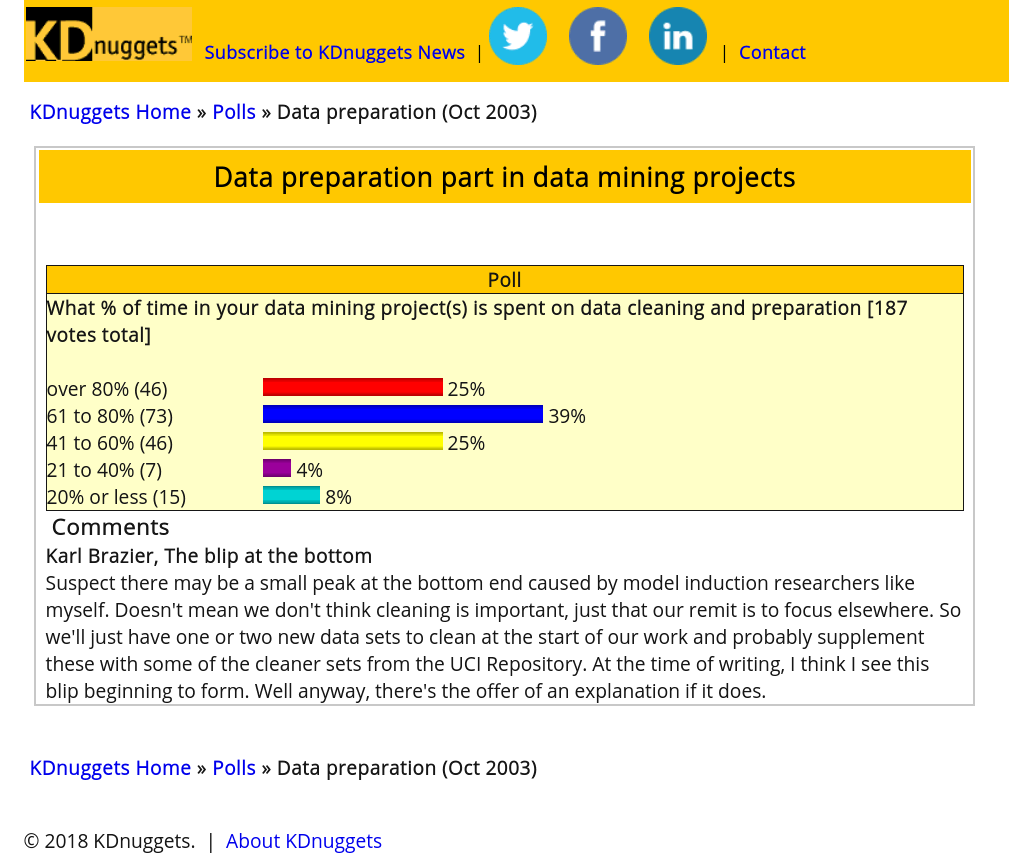 KDnuggets™ Subscribe to KDnuggets News | f in | Contact
KDnuggets Home » Polls » Data preparation (Oct 2003)
Data preparation part in data mining projects
Poll
What % of time in your data mining project(s) is spent on data cleaning and preparation [187
votes total]
over 80% (46) 25%
61 to 80% (73) 39%
41 to 60% (46) 25%
21 to 40% (7) 4%
20% or less (15) 8%
Comments
Karl Brazier, The blip at the bottom
Suspect there may be a small peak at the bottom end caused by model induction researchers like
myself. Doesn't mean we don't think cleaning is important, just that our remit is to focus elsewhere. So
we'll just have one or two new data sets to clean at the start of our work and probably supplement
these with some of the cleaner sets from the UCI Repository. At the time of writing, I think I see this
blip beginning to form. Well anyway, there's the offer of an explanation if it does.
KDnuggets Home » Polls » Data preparation (Oct 2003)
© 2018 KDnuggets. | About KDnuggets